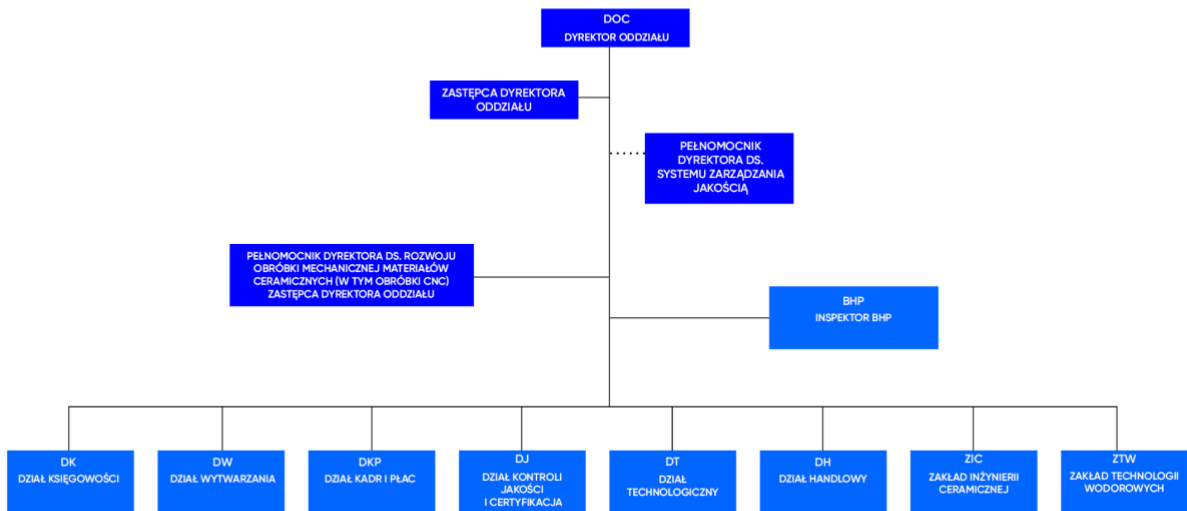 DOC
DYREKTOR ODDZIAŁU
ZASTĘPCA DYREKTORA
ODDZIAŁU
PEŁNOMOCNIK
DYREKTORA DS.
SYSTEMU ZARZĄDZANIA
JAKOŚCIĄ
PEŁNOMOCNIK DYREKTORA DS. ROZWOJU
OBRÓBKI MECHANICZNEJ MATERIAŁÓW
CERAMICZNYCH (W TYM OBRÓBKI CNC)
ZASTĘPCA DYREKTORA ODDZIAŁU
BHP
INSPEKTOR BHP
DK
DZIAŁ KSIĘGOWOŚCI
DW
DZIAŁ WYTWARZANIA
DKP
DZIAŁ KADR I PŁAC
DJ
DZIAŁ KONTROLI
JAKOŚCI
I CERTYFIKACJA
DT
DZIAŁ
TECHNOLOGICZNY
DH
DZIAŁ HANDLOWY
ZIC
ZAKŁAD INŻYNIERII
CERAMICZNEJ
ZTW
ZAKŁAD TECHNOLOGII
WODOROWYCH